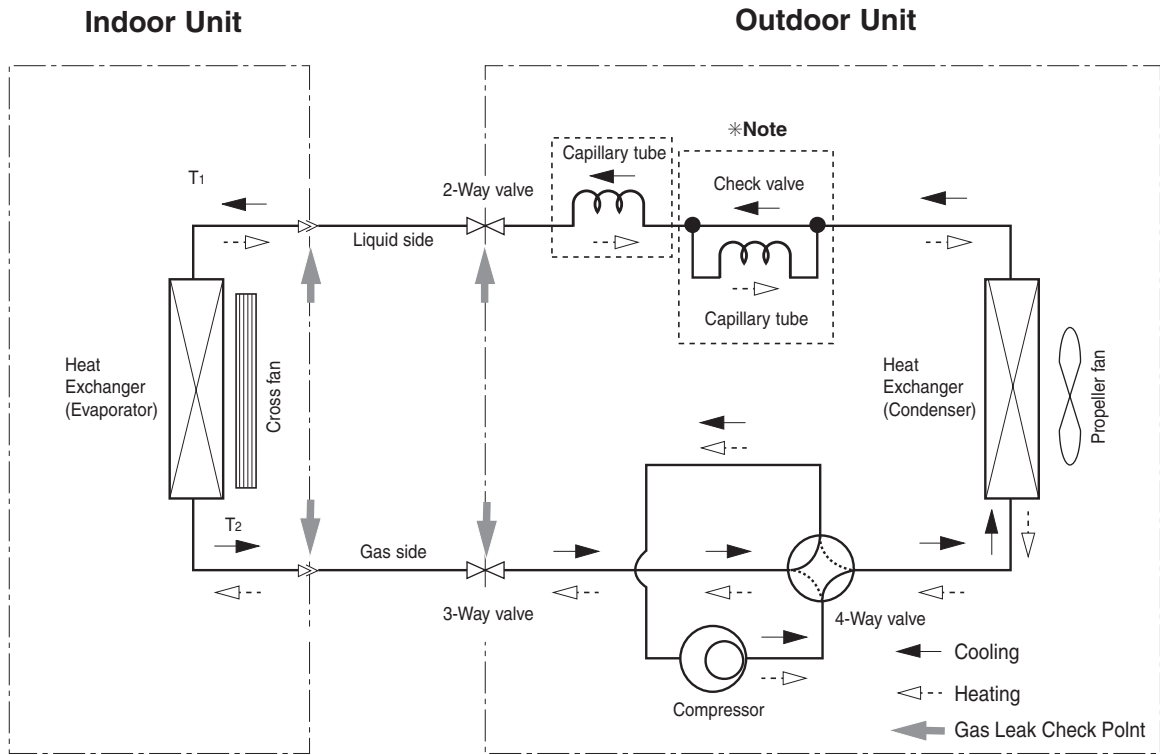 Indoor Unit
Outdoor Unit
✳Note
Capillary tube
T1
2-Way valve
Check valve
Liquid side
Capillary tube
Heat
Exchanger
(Evaporator)
Cross fan
Heat
Exchanger
(Condenser)
Propeller fan
T2
Gas side
3-Way valve
4-Way valve
Compressor
Cooling
Heating
Gas Leak Check PoInt